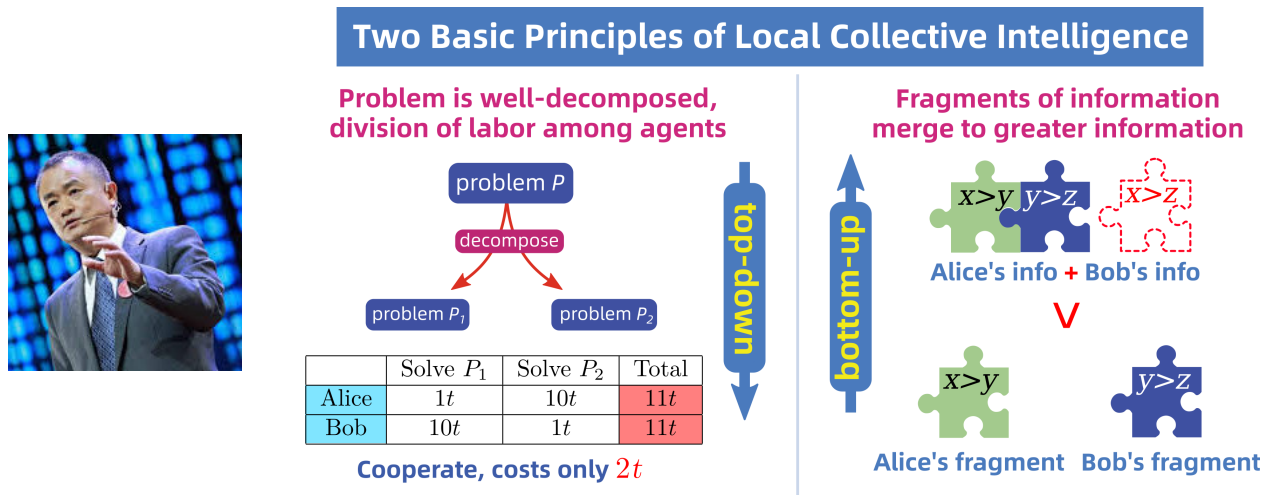 Two Basic Principles of Local Collective Intelligence
Problem is well-decomposed,
division of labor among agents
problem P
decompose
problem P₁
problem P₂
Solve P₁ Solve P₂ Total
Alice 1t 10t 11t
Bob 10t 1t 11t
Cooperate, costs only 2t
top-down
bottom-up
Fragments of information
merge to greater information
x>y y>z x>z
Alice's info + Bob's info
>
x>y y>z
Alice's fragment Bob's fragment